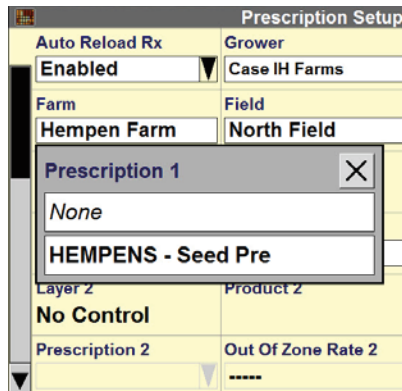 Prescription Setup
Auto Reload Rx Grower
Enabled Case IH Farms
Farm Field
Hempen Farm North Field
Prescription 1
None
HEMPENS - Seed Pre
Layer 2 Product 2
No Control
Prescription 2 Out Of Zone Rate 2
-----